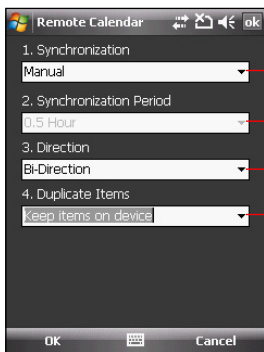 Remote Calendar ok
1. Synchronization
Manual
2. Synchronization Period
0.5 Hour
3. Direction
Bi-Direction
4. Duplicate Items
Keep items on device
OK Cancel